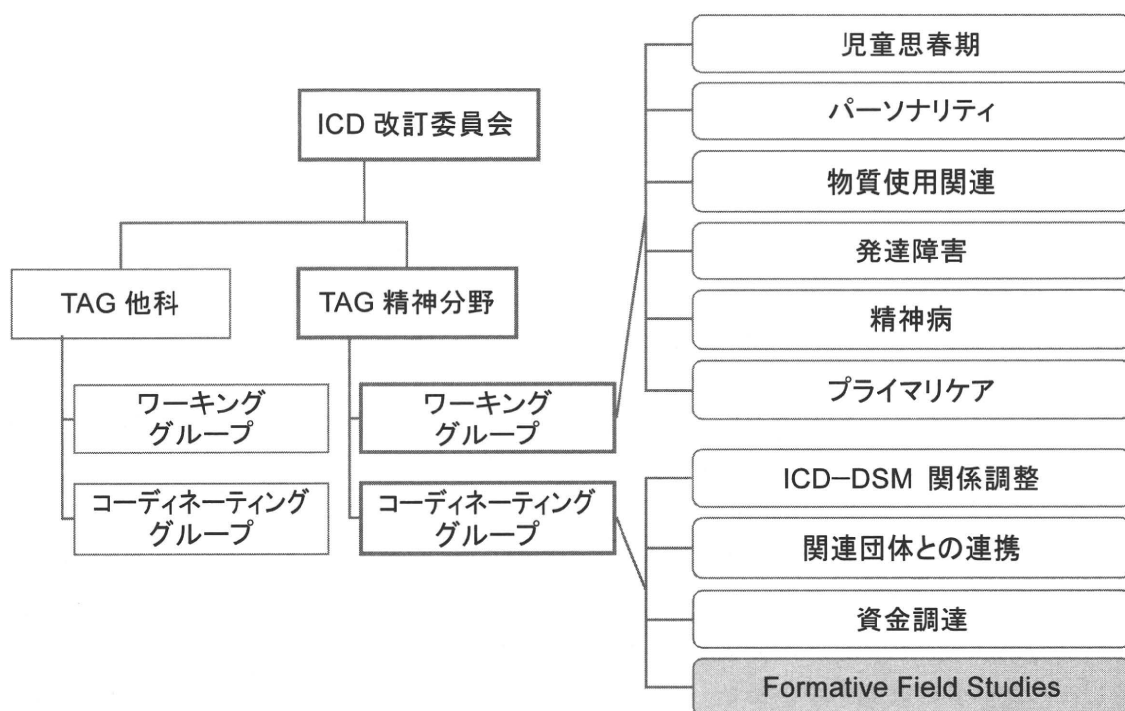 ICD 改訂委員会
TAG 他科
TAG 精神分野
ワーキング
グループ
コーディネーティング
グループ
ワーキング
グループ
コーディネーティング
グループ
児童思春期
パーソナリティ
物質使用関連
発達障害
精神病
プライマリケア
ICD−DSM 関係調整
関連団体との連携
資金調達
Formative Field Studies